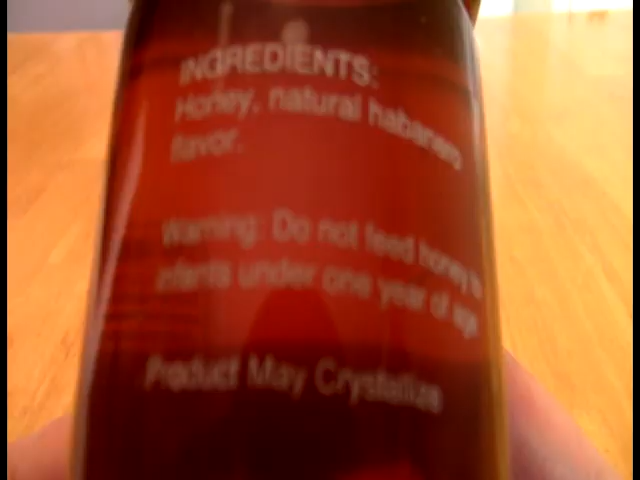 INGREDIENTS:
Honey, natural habanero
flavor.
Warning: Do not feed honey to
infants under one year of age
Product May Crystallize